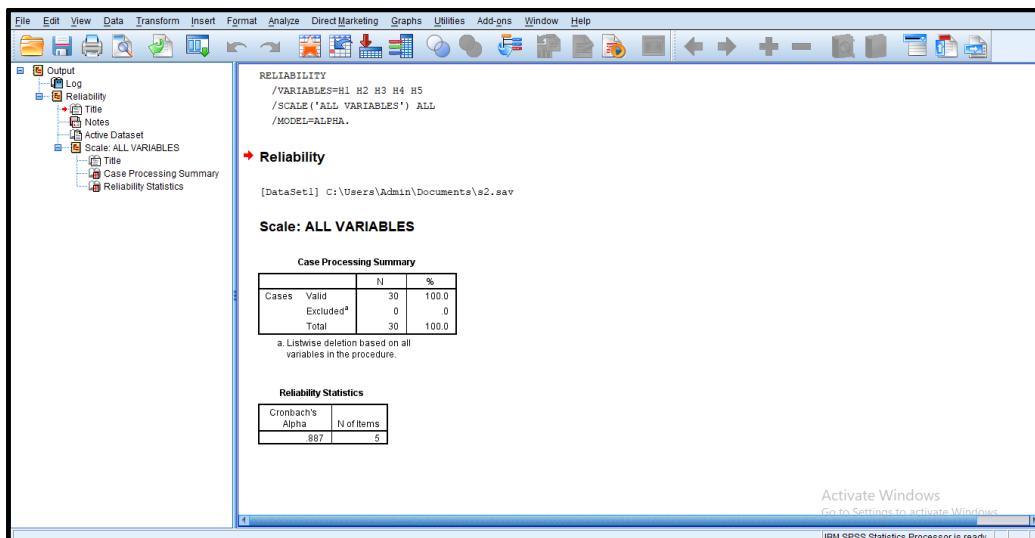 File Edit View Data Transform Insert Format Analyze Direct Marketing Graphs Utilities Add-ons Window Help
Output
Log
Reliability
Title
Notes
Active Dataset
Scale: ALL VARIABLES
Title
Case Processing Summary
Reliability Statistics
RELIABILITY
/VARIABLES=H1 H2 H3 H4 H5
/SCALE('ALL VARIABLES') ALL
/MODEL=ALPHA.
Reliability
[DataSet1] C:\Users\Admin\Documents\s2.sav
Scale: ALL VARIABLES
Case Processing Summary
N %
Cases Valid 30 100.0
Excludedᵃ 0 .0
Total 30 100.0
a. Listwise deletion based on all
variables in the procedure.
Reliability Statistics
Cronbach's
Alpha N of Items
.887 5
Activate Windows
Go to Settings to activate Windows.
IBM SPSS Statistics Processor is ready